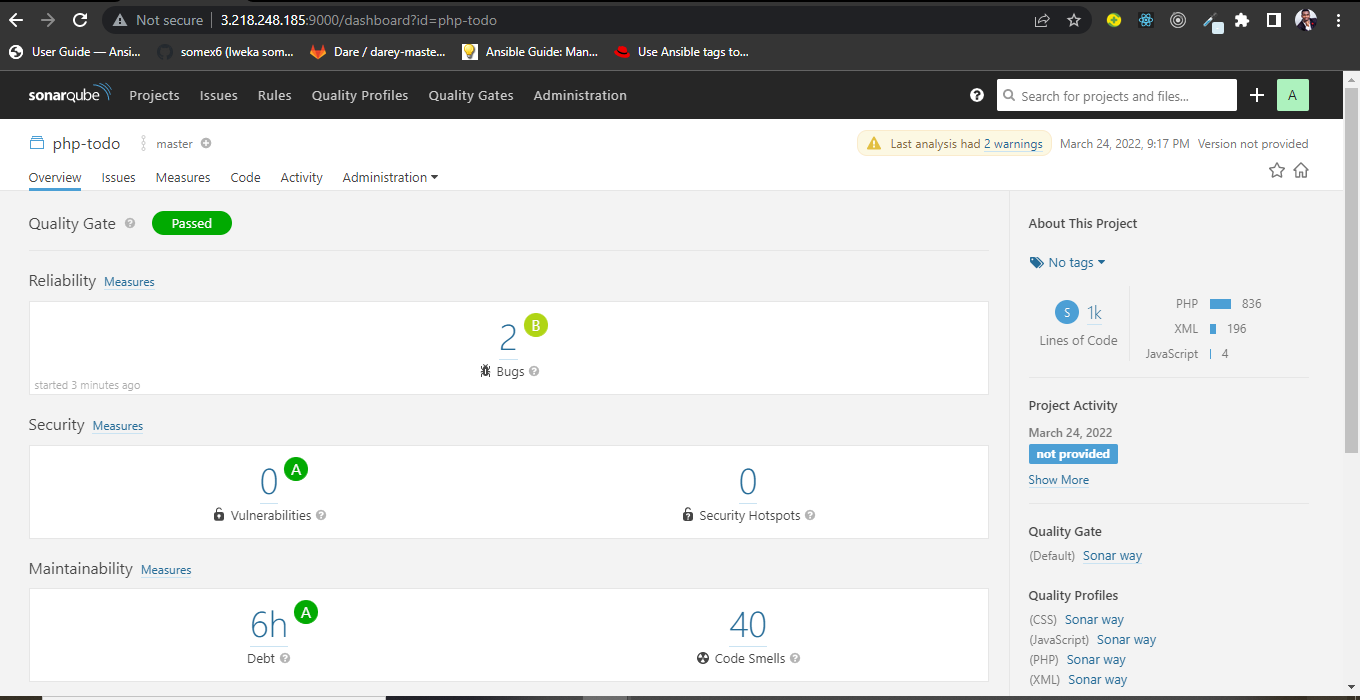 Not secure | 3.218.248.185:9000/dashboard?id=php-todo
User Guide — Ansi... somex6 (lweka som... Dare / darey-maste... Ansible Guide: Man... Use Ansible tags to...
sonarqube Projects Issues Rules Quality Profiles Quality Gates Administration ? Search for projects and files... + A
php-todo master Last analysis had 2 warnings March 24, 2022, 9:17 PM Version not provided
Overview Issues Measures Code Activity Administration
Quality Gate ? Passed
Reliability Measures
2 B
Bugs ?
started 3 minutes ago
Security Measures
0 A
Vulnerabilities ?
0
Security Hotspots ?
Maintainability Measures
6h A
Debt ?
40
Code Smells ?
About This Project
No tags
S 1k
Lines of Code
PHP 836
XML 196
JavaScript 4
Project Activity
March 24, 2022
not provided
Show More
Quality Gate
(Default) Sonar way
Quality Profiles
(CSS) Sonar way
(JavaScript) Sonar way
(PHP) Sonar way
(XML) Sonar way